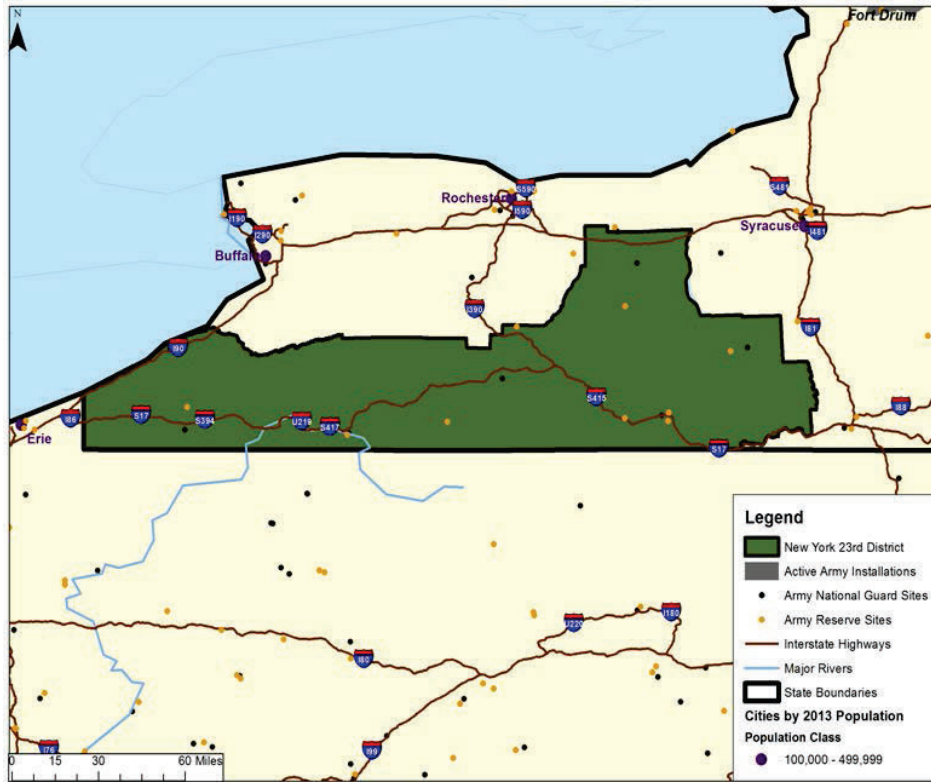 N
Fort Drum
S590
Rochester
I590
S481
I190
I290
Syracuse
I481
Buffalo
I390
I81
I90
S415
I86
S17
S394
U219
S417
I88
Erie
S17
Legend
New York 23rd District
Active Army Installations
Army National Guard Sites
Army Reserve Sites
Interstate Highways
Major Rivers
State Boundaries
Cities by 2013 Population
Population Class
100,000 - 499,999
I180
U220
I80
I76
I99
0 15 30 60 Miles